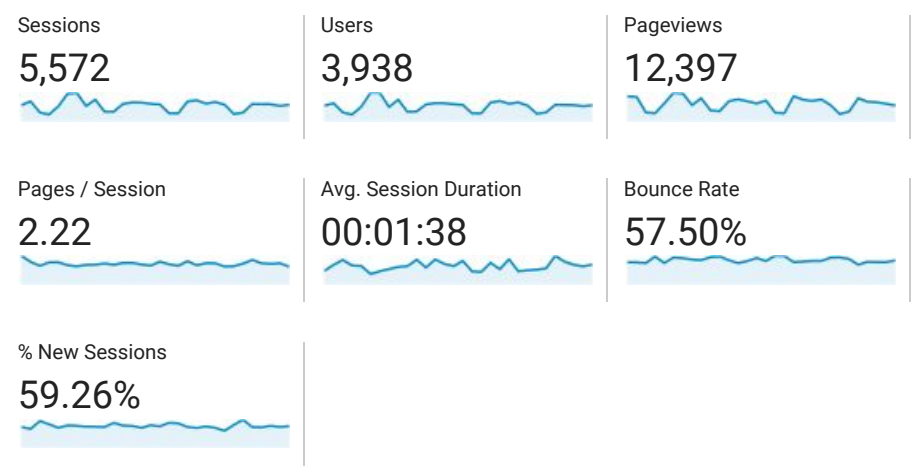 Sessions
5,572
Users
3,938
Pageviews
12,397
Pages / Session
2.22
Avg. Session Duration
00:01:38
Bounce Rate
57.50%
% New Sessions
59.26%